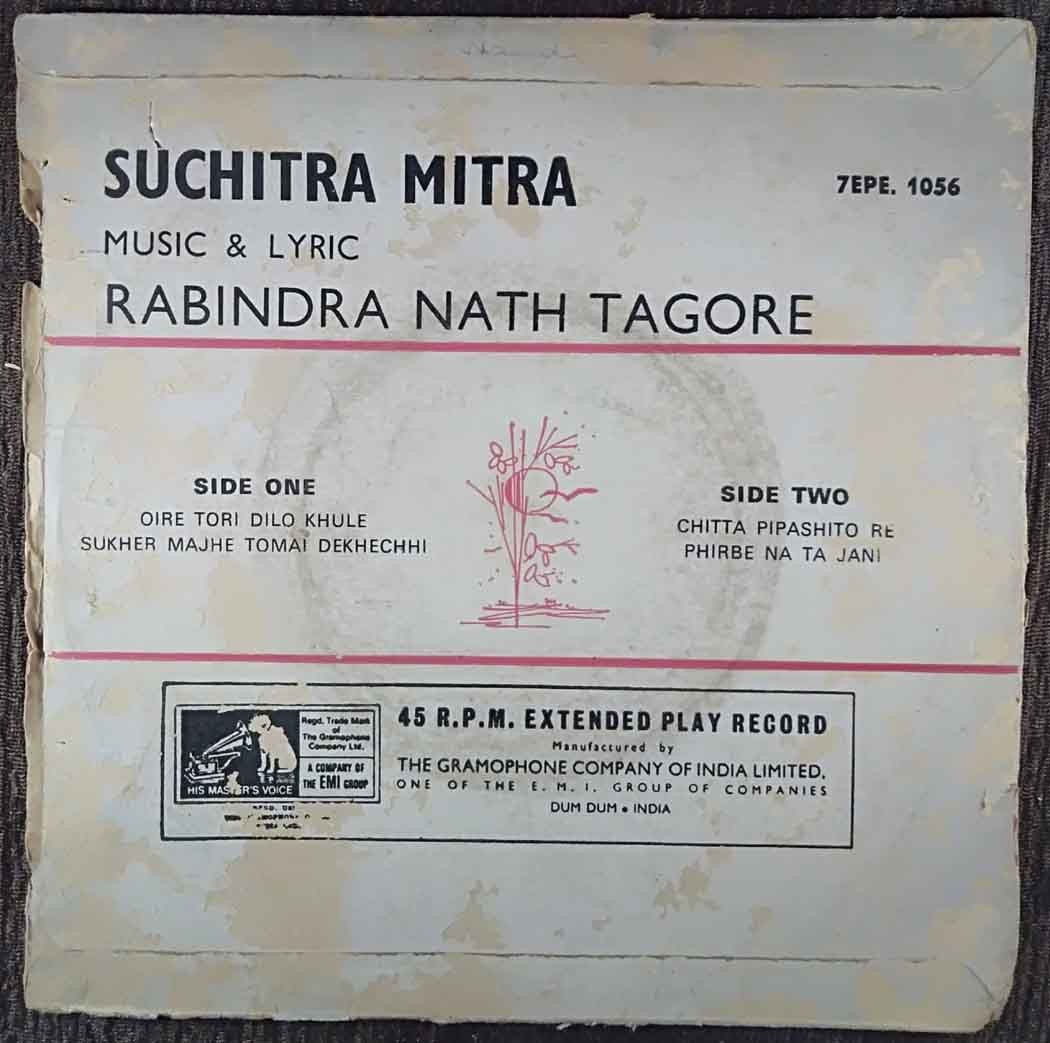 SUCHITRA MITRA
7EPE. 1056
MUSIC & LYRIC
RABINDRA NATH TAGORE
SIDE ONE
OIRE TORI DILO KHULE
SUKHER MAJHE TOMAI DEKHECHHI
SIDE TWO
CHITTA PIPASHITO RE
PHIRBE NA TA JANI
HIS MASTER'S VOICE
Regd. Trade Mark
of
The Gramophone
Company Ltd.
A COMPANY OF
THE EMI GROUP
45 R.P.M. EXTENDED PLAY RECORD
Manufactured by
THE GRAMOPHONE COMPANY OF INDIA LIMITED.
ONE OF THE E. M. I. GROUP OF COMPANIES
DUM DUM • INDIA